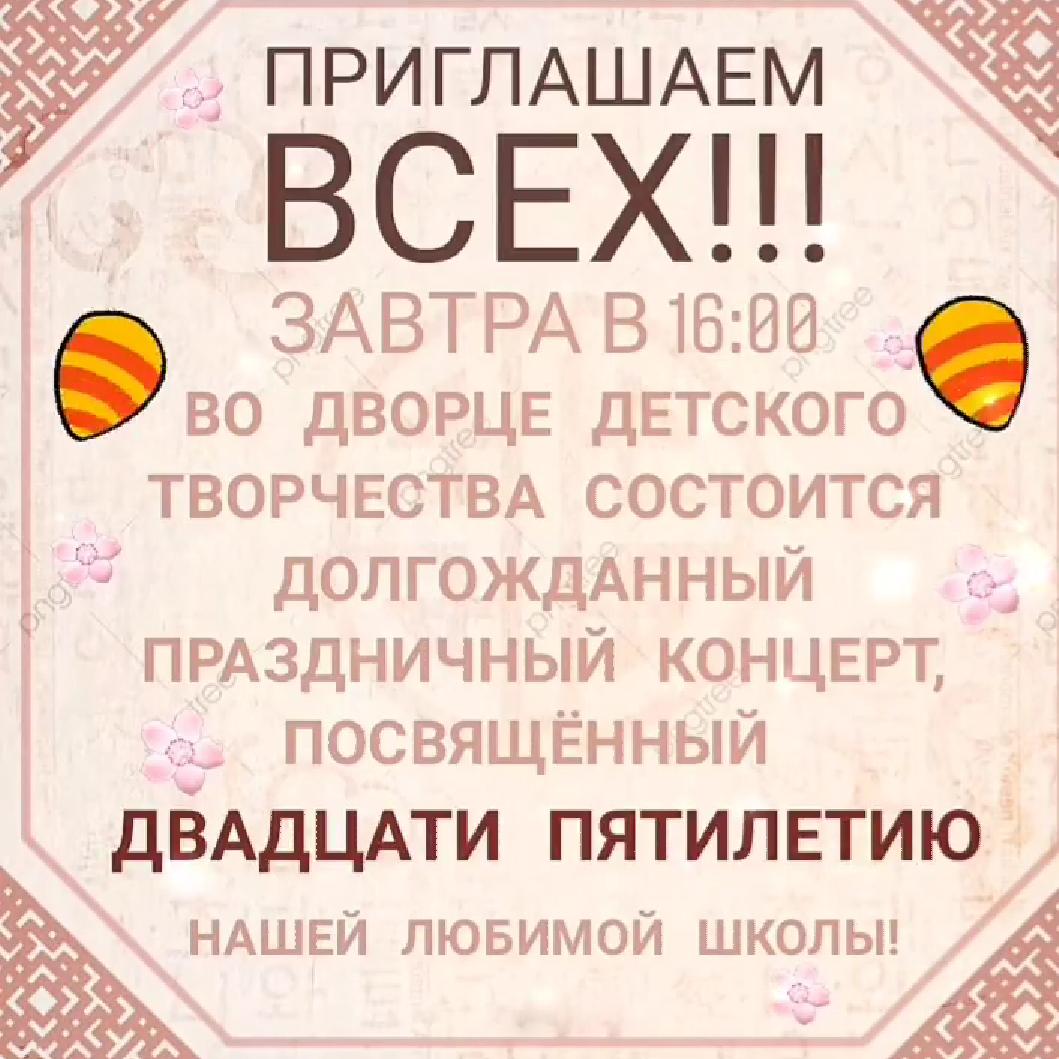 ПРИГЛАШАЕМ
ВСЕХ!!!
ЗАВТРА В 16:00
ВО ДВОРЦЕ ДЕТСКОГО
ТВОРЧЕСТВА СОСТОИТСЯ
ДОЛГОЖДАННЫЙ
ПРАЗДНИЧНЫЙ КОНЦЕРТ,
ПОСВЯЩЁННЫЙ
ДВАДЦАТИ ПЯТИЛЕТИЮ
НАШЕЙ ЛЮБИМОЙ ШКОЛЫ!
pngtree